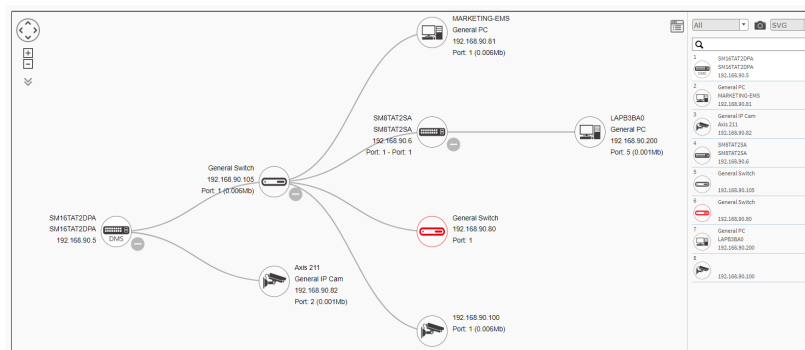 MARKETING-EMS
General PC
192.168.90.81
Port: 1 (0.006Mb)
SM8TAT2SA
SM8TAT2SA
192.168.90.6
Port: 1 - Port: 1
LAPB3BA0
General PC
192.168.90.200
Port: 5 (0.001Mb)
General Switch
192.168.90.105
Port: 1 (0.006Mb)
SM16TAT2DPA
SM16TAT2DPA
192.168.90.5
DMS
General Switch
192.168.90.80
Port: 1
Axis 211
General IP Cam
192.168.90.82
Port: 2 (0.001Mb)
192.168.90.100
Port: 1 (0.006Mb)
All
SVG
1
SM16TAT2DPA
SM16TAT2DPA
DMS
192.168.90.5
2
General PC
MARKETING-EMS
192.168.90.81
3
General IP Cam
Axis 211
192.168.90.82
4
SM8TAT2SA
SM8TAT2SA
192.168.90.6
5
General Switch
192.168.90.105
6
General Switch
192.168.90.80
7
General PC
LAPB3BA0
192.168.90.200
8
192.168.90.100